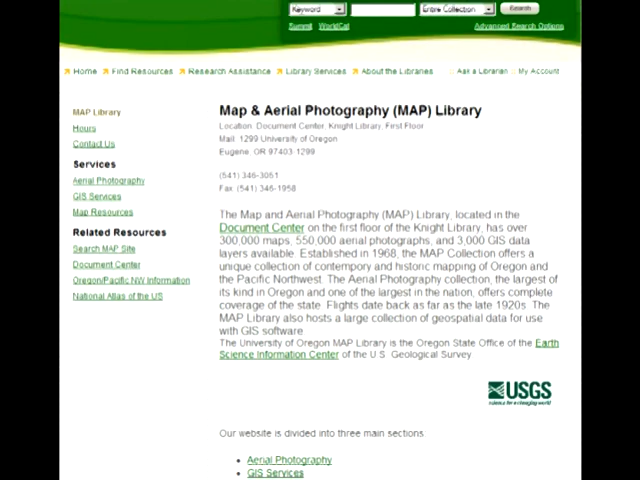 Keyword Entire Collection Search
Summit WorldCat Advanced Search Options
Home Find Resources Research Assistance Library Services About the Libraries Ask a Librarian My Account
MAP Library
Hours
Contact Us
Services
Aerial Photography
GIS Services
Map Resources
Related Resources
Search MAP Site
Document Center
Oregon/Pacific NW Information
National Atlas of the US
Map & Aerial Photography (MAP) Library
Location: Document Center, Knight Library, First Floor
Mail: 1299 University of Oregon
Eugene, OR 97403-1299
(541) 346-3051
Fax: (541) 346-1958
The Map and Aerial Photography (MAP) Library, located in the
Document Center on the first floor of the Knight Library, has over
300,000 maps, 550,000 aerial photographs, and 3,000 GIS data
layers available. Established in 1968, the MAP Collection offers a
unique collection of contempory and historic mapping of Oregon and
the Pacific Northwest. The Aerial Photography collection, the largest of
its kind in Oregon and one of the largest in the nation, offers complete
coverage of the state. Flights date back as far as the late 1920s. The
MAP Library also hosts a large collection of geospatial data for use
with GIS software.
The University of Oregon MAP Library is the Oregon State Office of the Earth
Science Information Center of the U.S. Geological Survey
USGS
science for a changing world
Our website is divided into three main sections
Aerial Photography
GIS Services